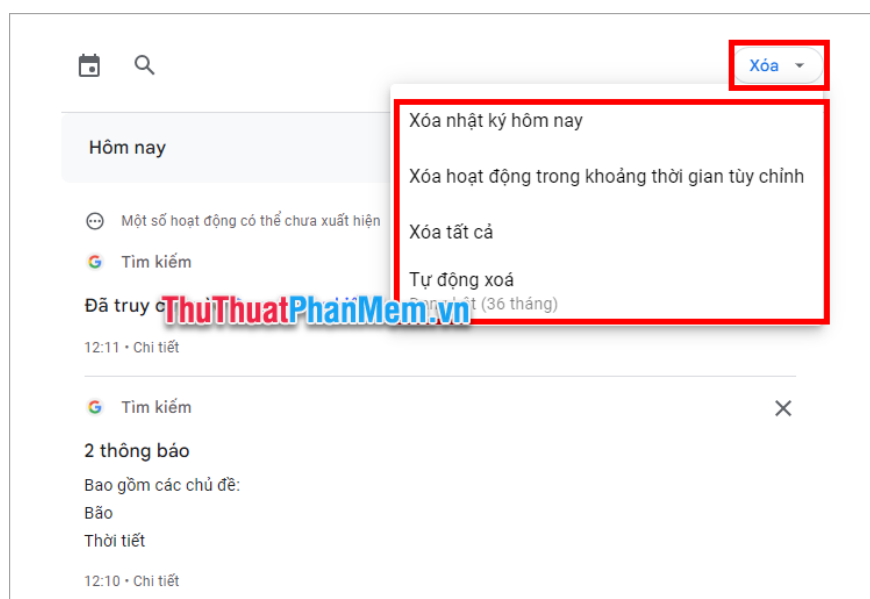 Xóa
Xóa nhật ký hôm nay
Hôm nay
Xóa hoạt động trong khoảng thời gian tùy chỉnh
Một số hoạt động có thể chưa xuất hiện
Xóa tất cả
Tìm kiếm
Tự động xoá
(36 tháng)
Đã truy
ThuThuatPhanMem.vn
12:11 • Chi tiết
Tìm kiếm
2 thông báo
Bao gồm các chủ đề:
Bão
Thời tiết
12:10 • Chi tiết